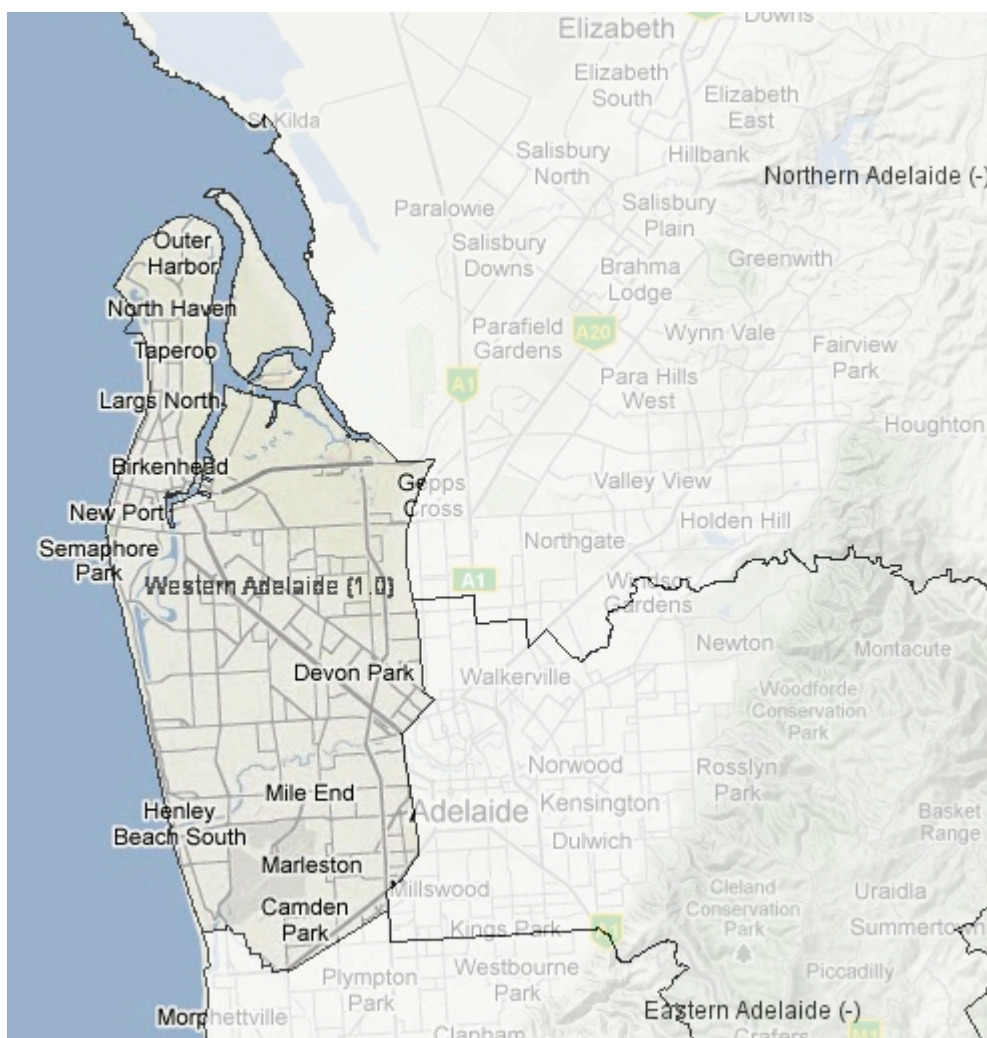 Elizabeth
Downs
Elizabeth
South
Elizabeth
East
St Kilda
Salisbury
North
Hillbank
Northern Adelaide (-)
Paralowie
Salisbury
Plain
Outer
Harbor
Salisbury
Downs
Brahma
Lodge
Greenwith
North Haven
Parafield
Gardens
A20
Wynn Vale
Fairview
Park
Taperoo
A1
Para Hills
West
Largs North
Houghton
Birkenhead
Gepps
Cross
Valley View
New Port
Holden Hill
Semaphore
Park
Northgate
Western Adelaide (1.0)
A1
Windsor
Gardens
Newton
Montacute
Devon Park
Walkerville
Woodforde
Conservation
Park
Norwood
Rosslyn
Park
Mile End
Henley
Beach South
Adelaide
Kensington
Dulwich
Basket
Range
Marleston
Millswood
Cleland
Conservation
Park
Uraidla
Camden
Park
Kings Park
Summertown
Plympton
Park
Westbourne
Park
Piccadilly
Morphettville
Eastern Adelaide (-)
Clapham
Crafers
M1